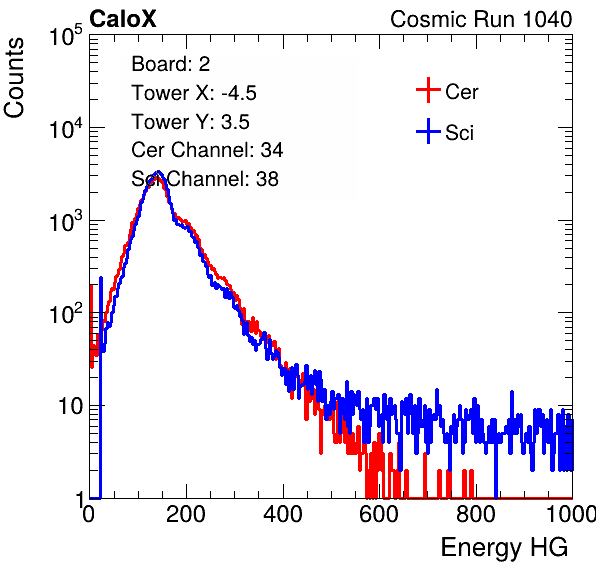 CaloX Cosmic Run 1040
Counts
10^5
10^4
10^3
10^2
10
1
Board: 2
Tower X: -4.5
Tower Y: 3.5
Cer Channel: 34
Sci Channel: 38
Cer
Sci
0 200 400 600 800 1000
Energy HG